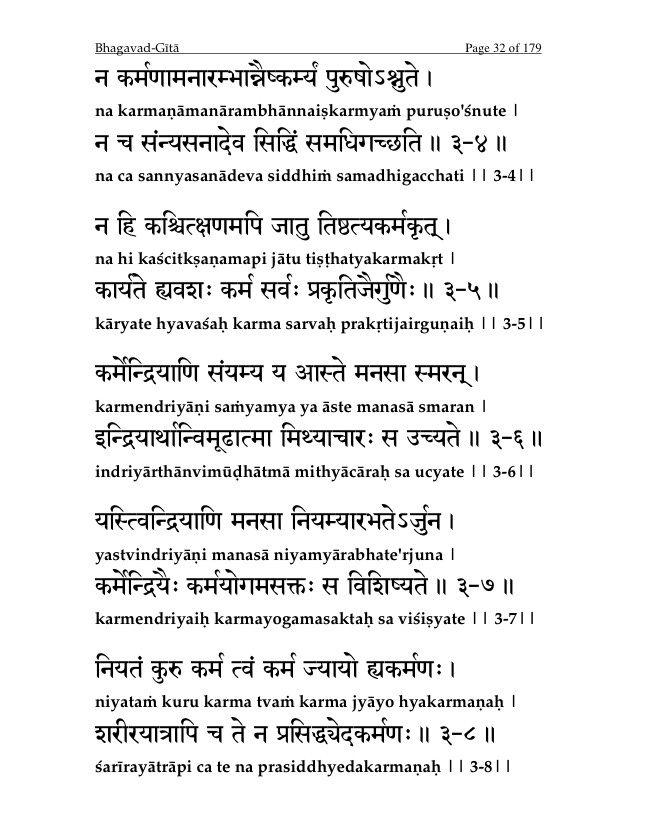 Bhagavad-Gītā Page 32 of 179
न कर्मणामनारम्भान्नैष्कर्म्यं पुरुषोऽश्नुते ।
na karmaṇāmanārambhānnaiṣkarmyaṁ puruṣo'śnute |
न च संन्यसनादेव सिद्धिं समधिगच्छति ॥ ३-४ ॥
na ca sannyasanādeva siddhiṁ samadhigacchati || 3-4||
न हि कश्चित्क्षणमपि जातु तिष्ठत्यकर्मकृत् ।
na hi kaścitkṣaṇamapi jātu tiṣṭhatyakarmakṛt |
कार्यते ह्यवशः कर्म सर्वः प्रकृतिजैर्गुणैः ॥ ३-५ ॥
kāryate hyavaśaḥ karma sarvaḥ prakṛtijairguṇaiḥ || 3-5||
कर्मेन्द्रियाणि संयम्य य आस्ते मनसा स्मरन् ।
karmendriyāṇi saṁyamya ya āste manasā smaran |
इन्द्रियार्थान्विमूढात्मा मिथ्याचारः स उच्यते ॥ ३-६ ॥
indriyārthānvimūḍhātmā mithyācāraḥ sa ucyate || 3-6||
यस्त्विन्द्रियाणि मनसा नियम्यारभतेऽर्जुन ।
yastvindriyāṇi manasā niyamyārabhate'rjuna |
कर्मेन्द्रियैः कर्मयोगमसक्तः स विशिष्यते ॥ ३-७ ॥
karmendriyaiḥ karmayogamasaktaḥ sa viśiṣyate || 3-7||
नियतं कुरु कर्म त्वं कर्म ज्यायो ह्यकर्मणः ।
niyataṁ kuru karma tvaṁ karma jyāyo hyakarmaṇaḥ |
शरीरयात्रापि च ते न प्रसिद्ध्येदकर्मणः ॥ ३-८ ॥
śarīrayātrāpi ca te na prasiddhyedakarmaṇaḥ || 3-8||